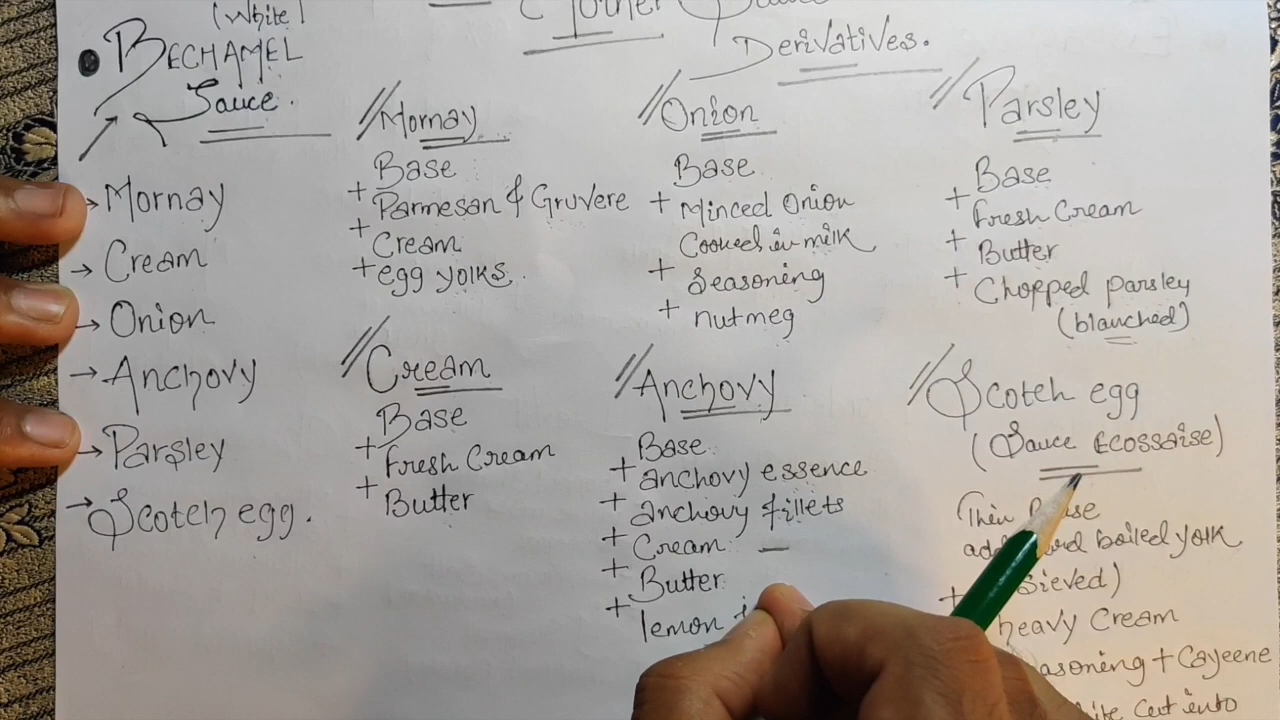 (White)
Derivatives.
BECHAMEL
Sauce.
Mornay
Cream
Onion
Anchovy
Parsley
Scotch egg.
Mornay
Base
+ Parmesan & Gruvere
+ Cream
+ egg yolks.
Onion
Base
+ Minced Onion
Cooked in milk
+ Seasoning
+ nutmeg
Parsley
Base
+ Fresh Cream
+ Butter
+ Chopped Parsley
(blanched)
Cream
Base
+ Fresh Cream
+ Butter
Anchovy
Base
+ anchovy essence
+ anchovy fillets
+ Cream
+ Butter
+ lemon
Scotch egg
(Sauce Ecossaise)
boiled yolk
+ Sieved)
heavy Cream
+ Cayeene
Cut into